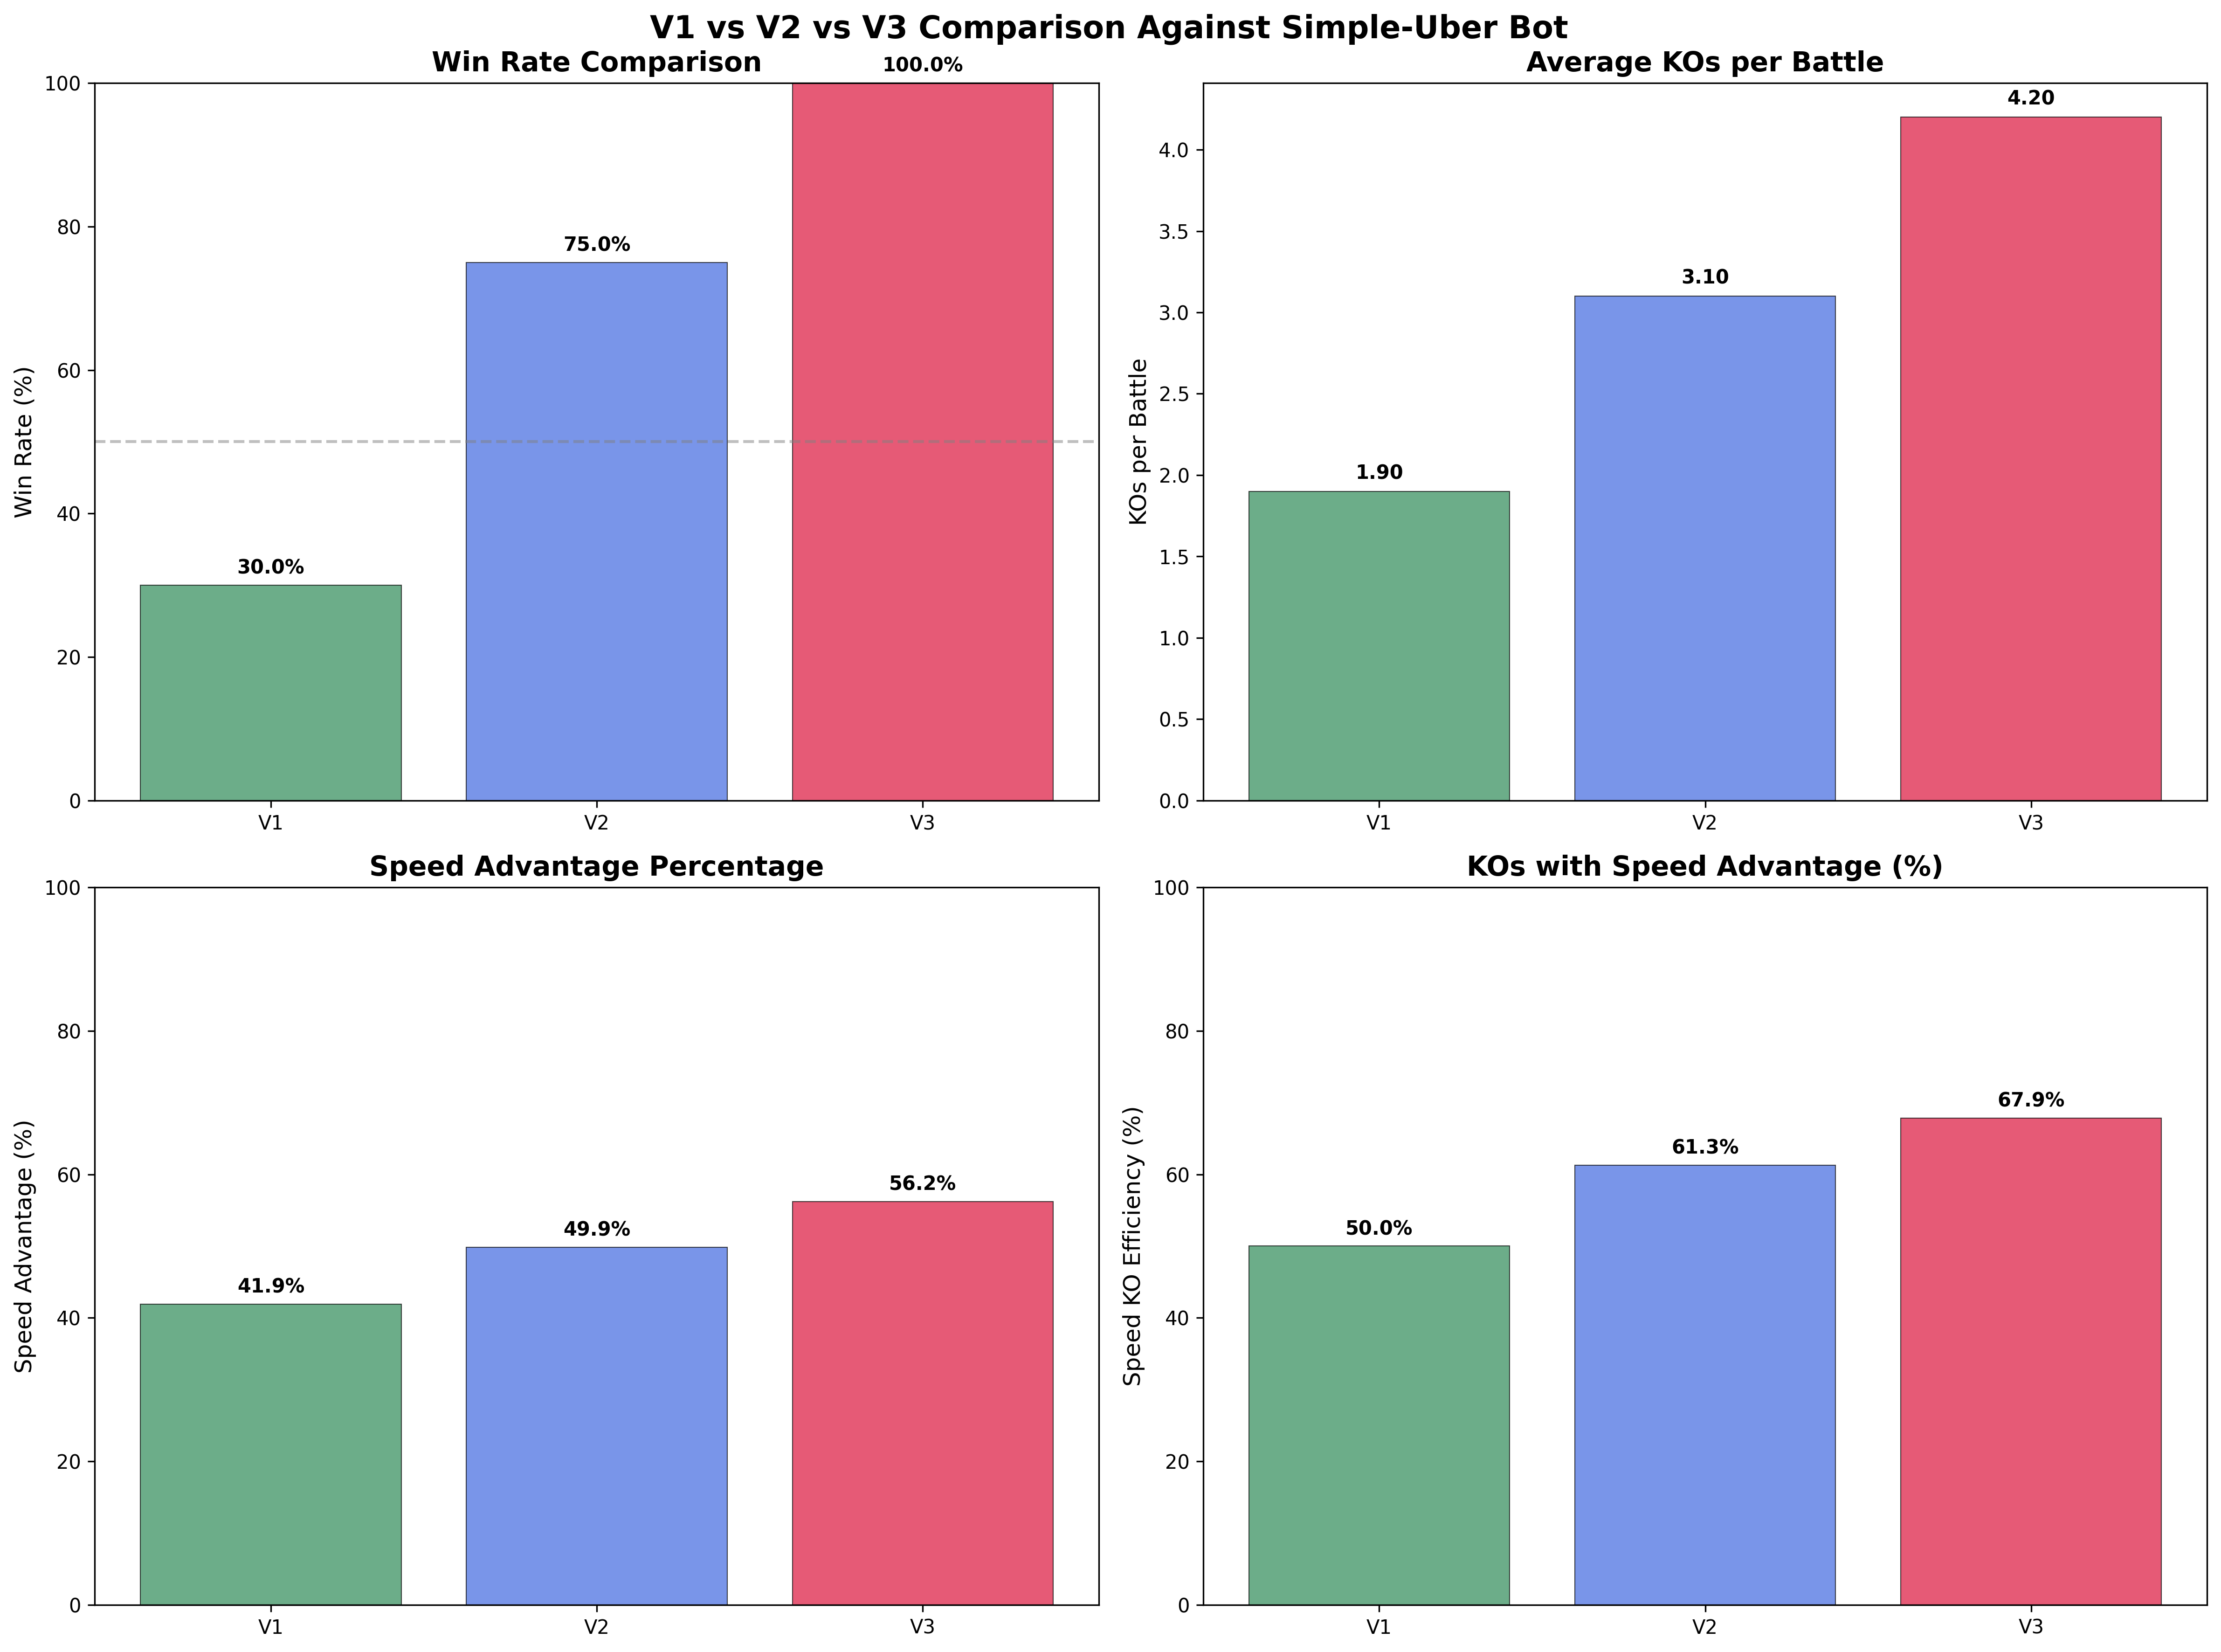 V1 vs V2 vs V3 Comparison Against Simple-Uber Bot
Win Rate Comparison
100.0%
100
80
75.0%
60
40
30.0%
20
0
Win Rate (%)
V1
V2
V3
Average KOs per Battle
4.20
4.0
3.5
3.10
3.0
2.5
2.0
1.90
1.5
1.0
0.5
0.0
KOs per Battle
V1
V2
V3
Speed Advantage Percentage
100
80
60
56.2%
49.9%
41.9%
40
20
0
Speed Advantage (%)
V1
V2
V3
KOs with Speed Advantage (%)
100
80
67.9%
61.3%
60
50.0%
40
20
0
Speed KO Efficiency (%)
V1
V2
V3